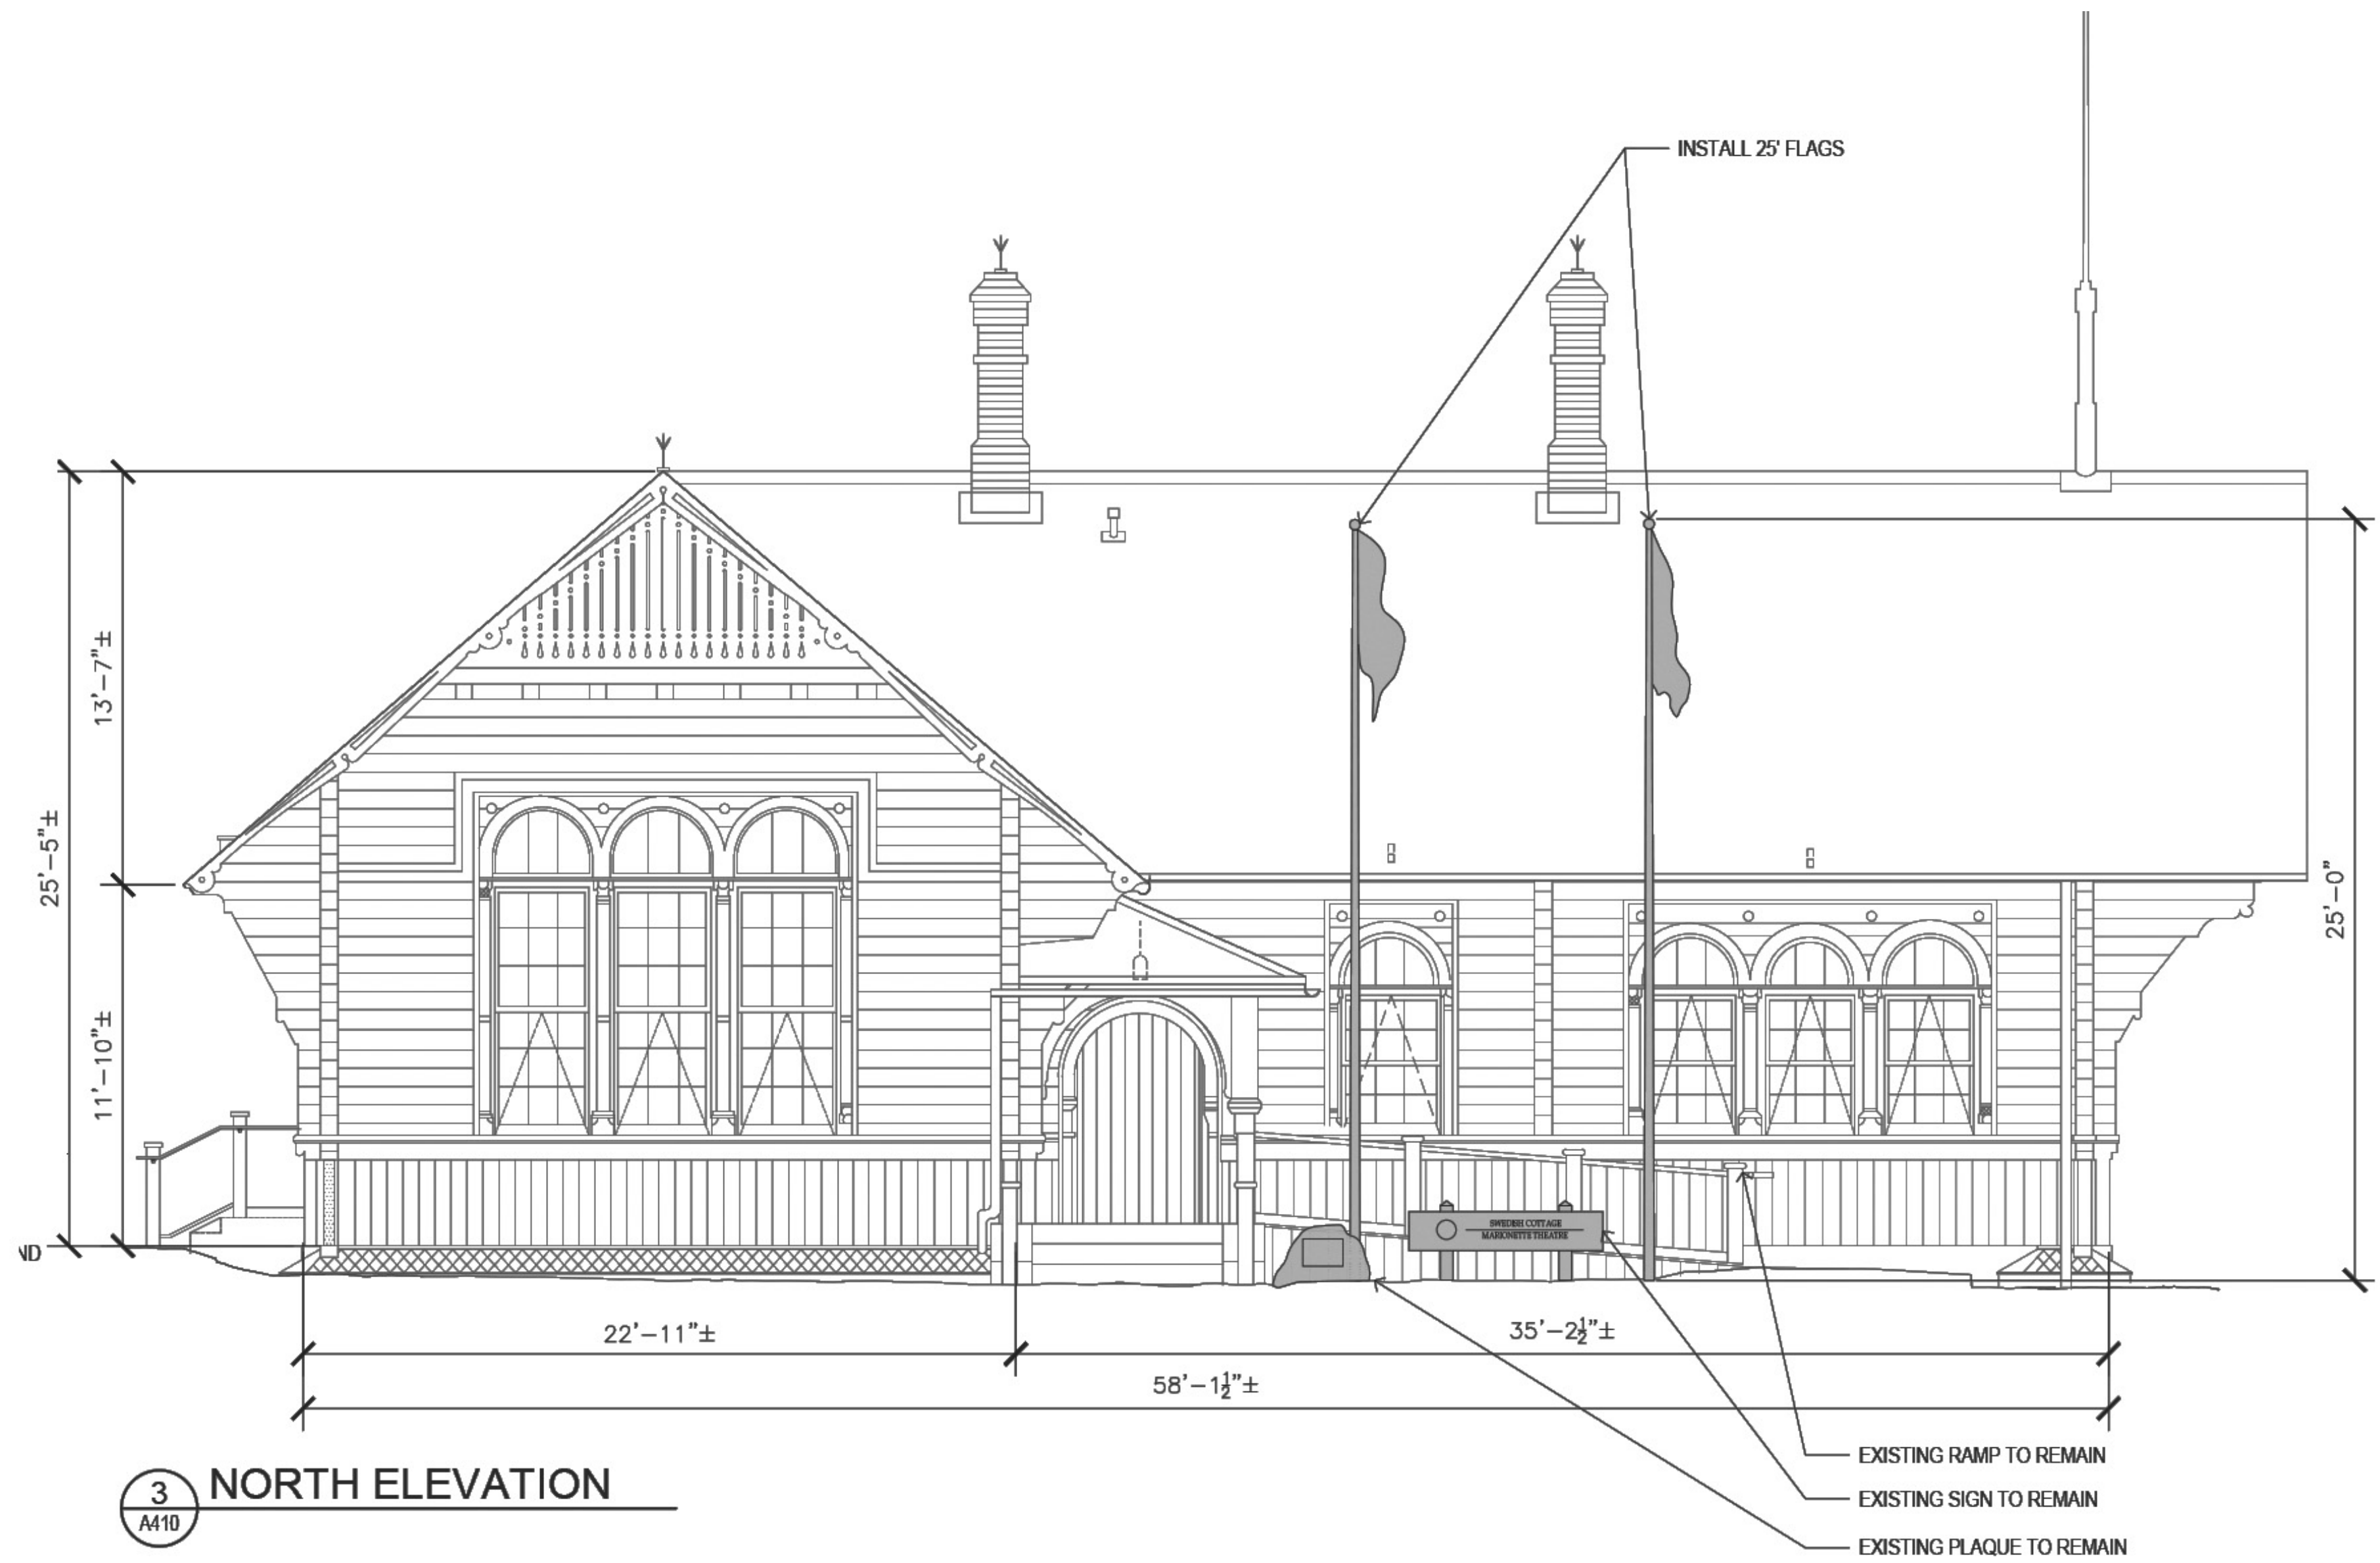 INSTALL 25' FLAGS
13'-7"±
25'-5"±
11'-10"±
25'-0"
ND
SWEDISH COTTAGE
MARIONETTE THEATRE
22'-11"±
35'-2½"±
58'-1½"±
EXISTING RAMP TO REMAIN
EXISTING SIGN TO REMAIN
EXISTING PLAQUE TO REMAIN
3
NORTH ELEVATION
A410